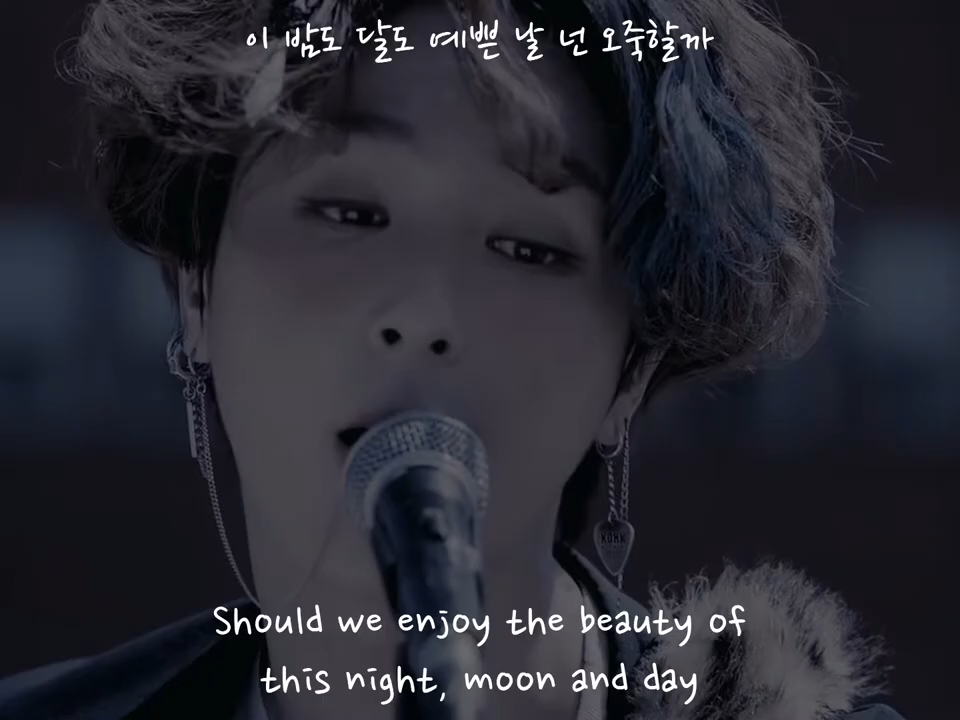 이 밤도 달도 예쁜 날 넌 오죽할까
Should we enjoy the beauty of
this night, moon and day